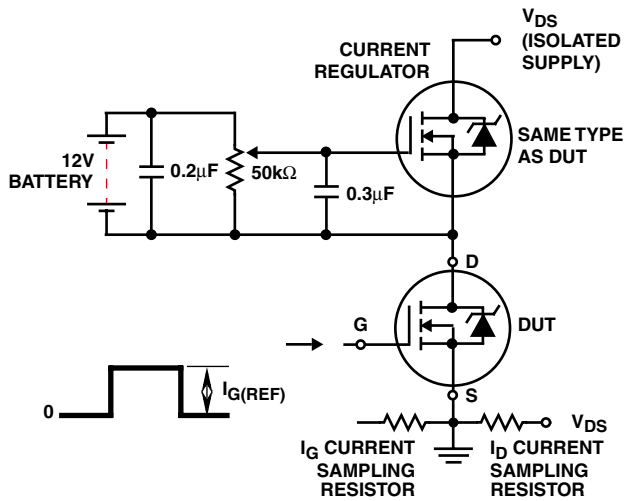 V_DS
(ISOLATED
SUPPLY)
CURRENT
REGULATOR
SAME TYPE
AS DUT
12V
BATTERY
0.2µF
50kΩ
0.3µF
D
G
DUT
I_G(REF)
0
S
V_DS
I_G CURRENT
SAMPLING
RESISTOR
I_D CURRENT
SAMPLING
RESISTOR